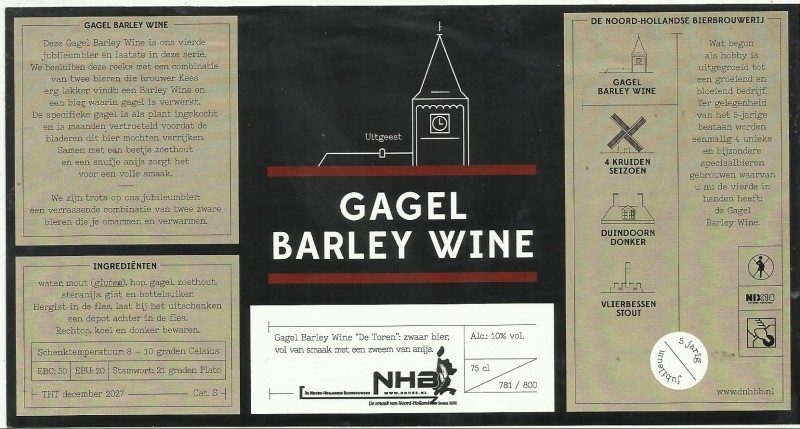 GAGEL BARLEY WINE
Deze Gagel Barley Wine is ons vierde
jubileumbier en laatste in deze serie.
We besluiten deze reeks met een combinatie
van twee bieren die brouwer Kees
erg lekker vindt: een Barley Wine en
een bier waarin gagel is verwerkt.
De specifieke gagel is als plant ingekocht
en is maanden vertroeteld voordat de
bladeren dit bier mochten verrijken.
Samen met een beetje zoethout
en een snufje anijs zorgt het
voor een volle smaak.
We zijn trots op ons jubileumbier:
een verrassende combinatie van twee zware
bieren die je omarmen en verwarmen.
INGREDIËNTEN
water, mout (gluten), hop, gagel, zoethout,
steranijs, gist en bottelsuiker.
Hergist in de fles, laat bij het uitschenken
een depot achter in de fles.
Rechtop, koel en donker bewaren.
Schenktemperatuur: 8 - 10 graden Celsius
EBC: 50
EBU: 20
Stamwort: 21 graden Plato
THT december 2027
Cat. S
Uitgeest
GAGEL
BARLEY WINE
Gagel Barley Wine "De Toren": zwaar bier,
vol van smaak met een zweem van anijs.
NHB
DE NOORD-HOLLANDSE BIERBROUWERIJ
WWW.DNHBB.NL
De smaak van Noord-Holland
SINDS 2012
Alc.: 10% vol.
75 cl
781 / 800
DE NOORD-HOLLANDSE BIERBROUWERIJ
GAGEL
BARLEY WINE
4 KRUIDEN
SEIZOEN
DUINDOORN
DONKER
VLIERBESSEN
STOUT
Wat begon
als hobby is
uitgegroeid tot
een groeiend en
bloeiend bedrijf.
Ter gelegenheid
van het 5-jarige
bestaan worden
eenmalig 4 unieke
en bijzondere
speciaalbieren
gebrouwen waarvan
u nu de vierde in
handen heeft:
de Gagel
Barley Wine.
NIX18
5 jarig
jubileum
www.dnhbb.nl